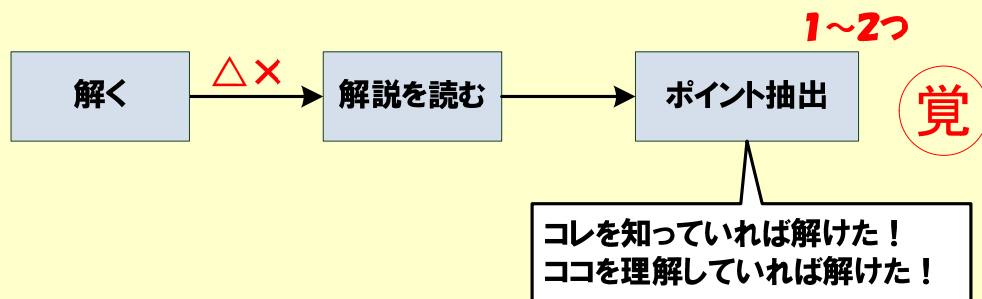 1～2つ
解く
△×
解説を読む
ポイント抽出
覚
コレを知っていれば解けた！
ココを理解していれば解けた！